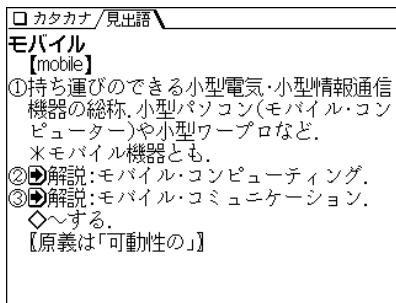 カタカナ/見出語
モバイル
【mobile】
①持ち運びのできる小型電気·小型情報通信
機器の総称.小型パソコン(モバイル·コン
ピューター)や小型ワープロなど.
＊モバイル機器とも.
②➡解説:モバイル·コンピューティング.
③➡解説:モバイル·コミュニケーション.
◇～する.
〖原義は「可動性の」〗